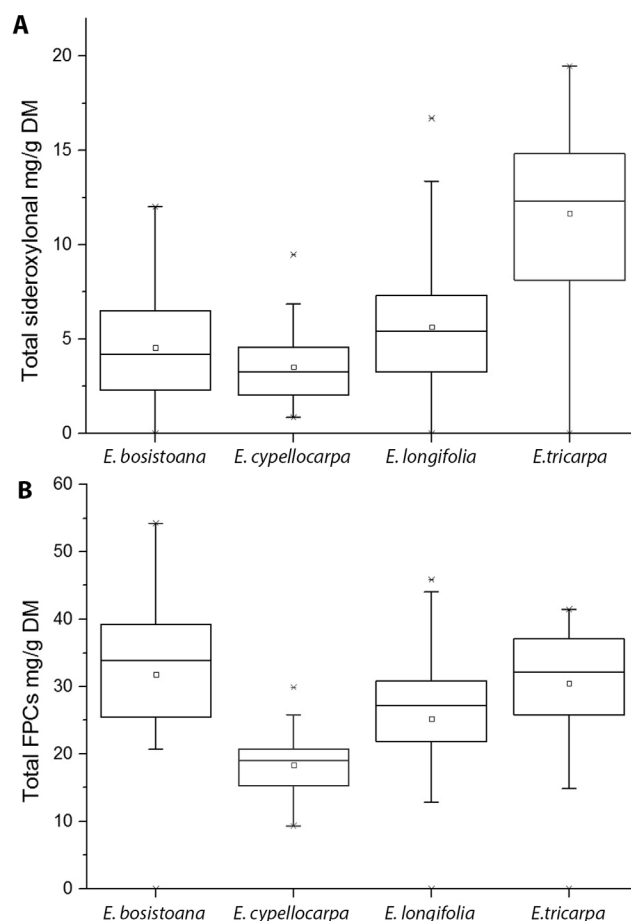 A
Total sideroxylonal mg/g DM
20
15
10
5
0
E. bosistoana E. cypellocarpa E. longifolia E.tricarpa
B
Total FPCs mg/g DM
60
50
40
30
20
10
0
E. bosistoana E. cypellocarpa E. longifolia E.tricarpa